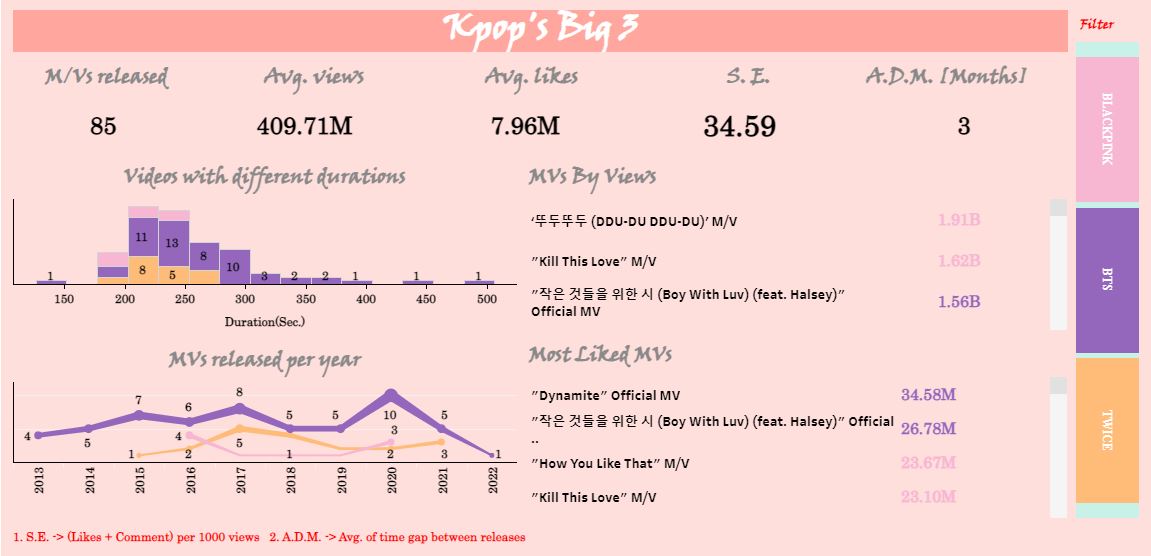 Kpop's Big 3
Filter
M/Vs released
Avg. views
Avg. likes
S. E.
A.D.M. [Months]
85
409.71M
7.96M
34.59
3
BLACKPINK
BTS
TWICE
Videos with different durations
1
11
8
13
5
8
10
3
2
2
1
1
1
150
200
250
300
350
400
450
500
Duration(Sec.)
MVs By Views
‘뚜두뚜두 (DDU-DU DDU-DU)’ M/V
1.91B
”Kill This Love” M/V
1.62B
”작은 것들을 위한 시 (Boy With Luv) (feat. Halsey)”
Official MV
1.56B
MVs released per year
4
5
7
6
8
5
5
10
5
1
1
2
5
2
3
4
1
3
2013
2014
2015
2016
2017
2018
2019
2020
2021
2022
Most Liked MVs
”Dynamite” Official MV
34.58M
”작은 것들을 위한 시 (Boy With Luv) (feat. Halsey)” Official
..
26.78M
”How You Like That” M/V
23.67M
”Kill This Love” M/V
23.10M
1. S.E. -> (Likes + Comment) per 1000 views 2. A.D.M. -> Avg. of time gap between releases